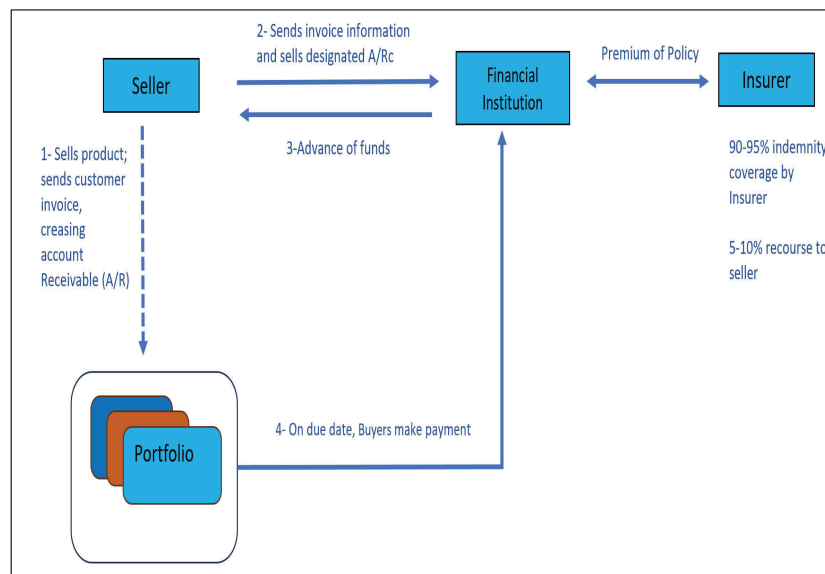 2- Sends invoice information
and sells designated A/Rc
Seller
Financial
Institution
Premium of Policy
Insurer
3-Advance of funds
1- Sells product;
sends customer
invoice,
creasing
account
Receivable (A/R)
90-95% indemnity
coverage by
Insurer
5-10% recourse to
seller
Portfolio
4- On due date, Buyers make payment